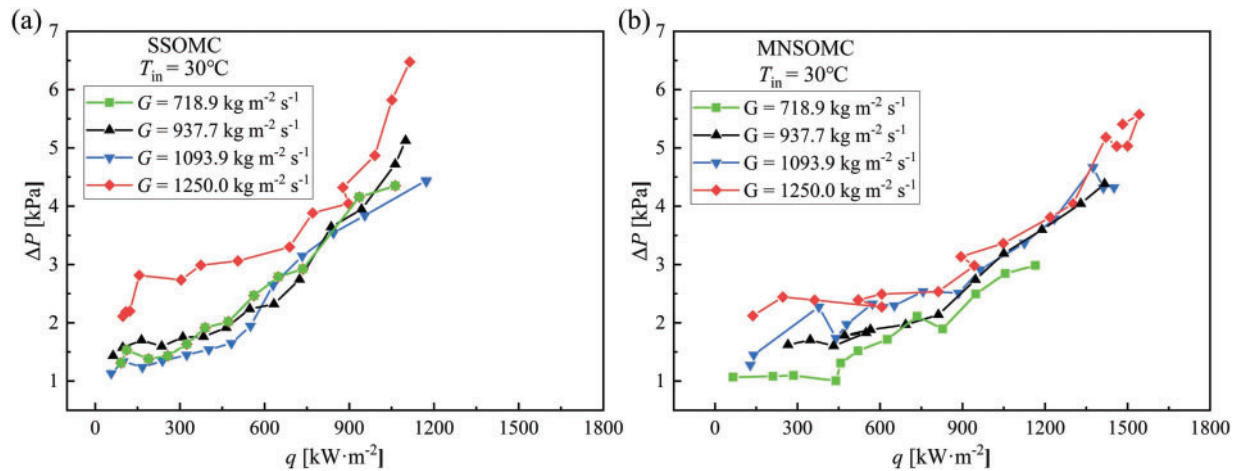 (a)
SSOMC
Tin = 30℃
G = 718.9 kg m⁻² s⁻¹
G = 937.7 kg m⁻² s⁻¹
G = 1093.9 kg m⁻² s⁻¹
G = 1250.0 kg m⁻² s⁻¹
7
6
5
4
3
2
1
ΔP [kPa]
0 300 600 900 1200 1500 1800
q [kW·m⁻²]
(b)
MNSOMC
Tin = 30℃
G = 718.9 kg m⁻² s⁻¹
G = 937.7 kg m⁻² s⁻¹
G = 1093.9 kg m⁻² s⁻¹
G = 1250.0 kg m⁻² s⁻¹
7
6
5
4
3
2
1
ΔP [kPa]
0 300 600 900 1200 1500 1800
q [kW·m⁻²]